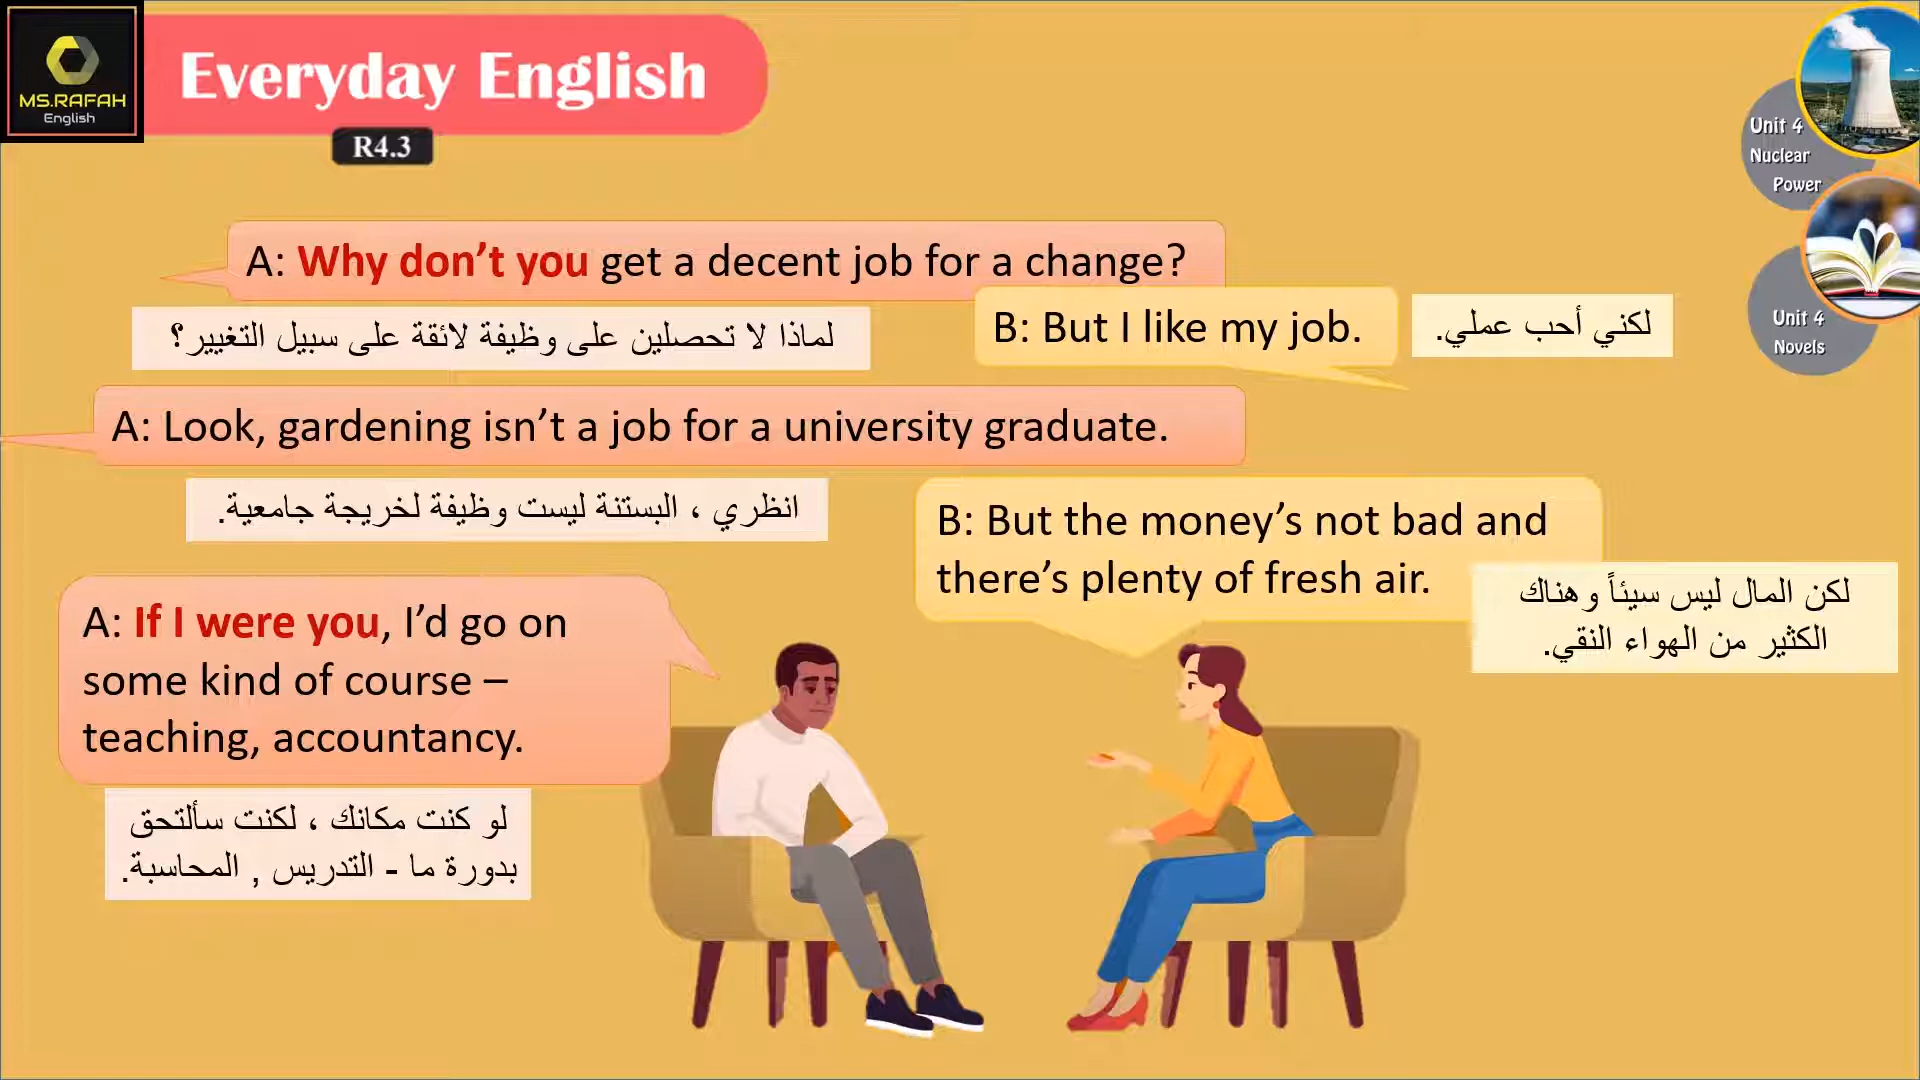 MS.RAFAH
English
Everyday English
R4.3
Unit 4
Nuclear
Power
Unit 4
Novels
A: Why don't you get a decent job for a change?
لماذا لا تحصلين على وظيفة لائقة على سبيل التغيير؟
B: But I like my job.
لكني أحب عملي.
A: Look, gardening isn't a job for a university graduate.
انظري ، البستنة ليست وظيفة لخريجة جامعية.
B: But the money's not bad and
there's plenty of fresh air.
لكن المال ليس سيئاً وهناك
الكثير من الهواء النقي.
A: If I were you, I'd go on
some kind of course –
teaching, accountancy.
لو كنت مكانك ، لكنت سألتحق
بدورة ما - التدريس , المحاسبة.